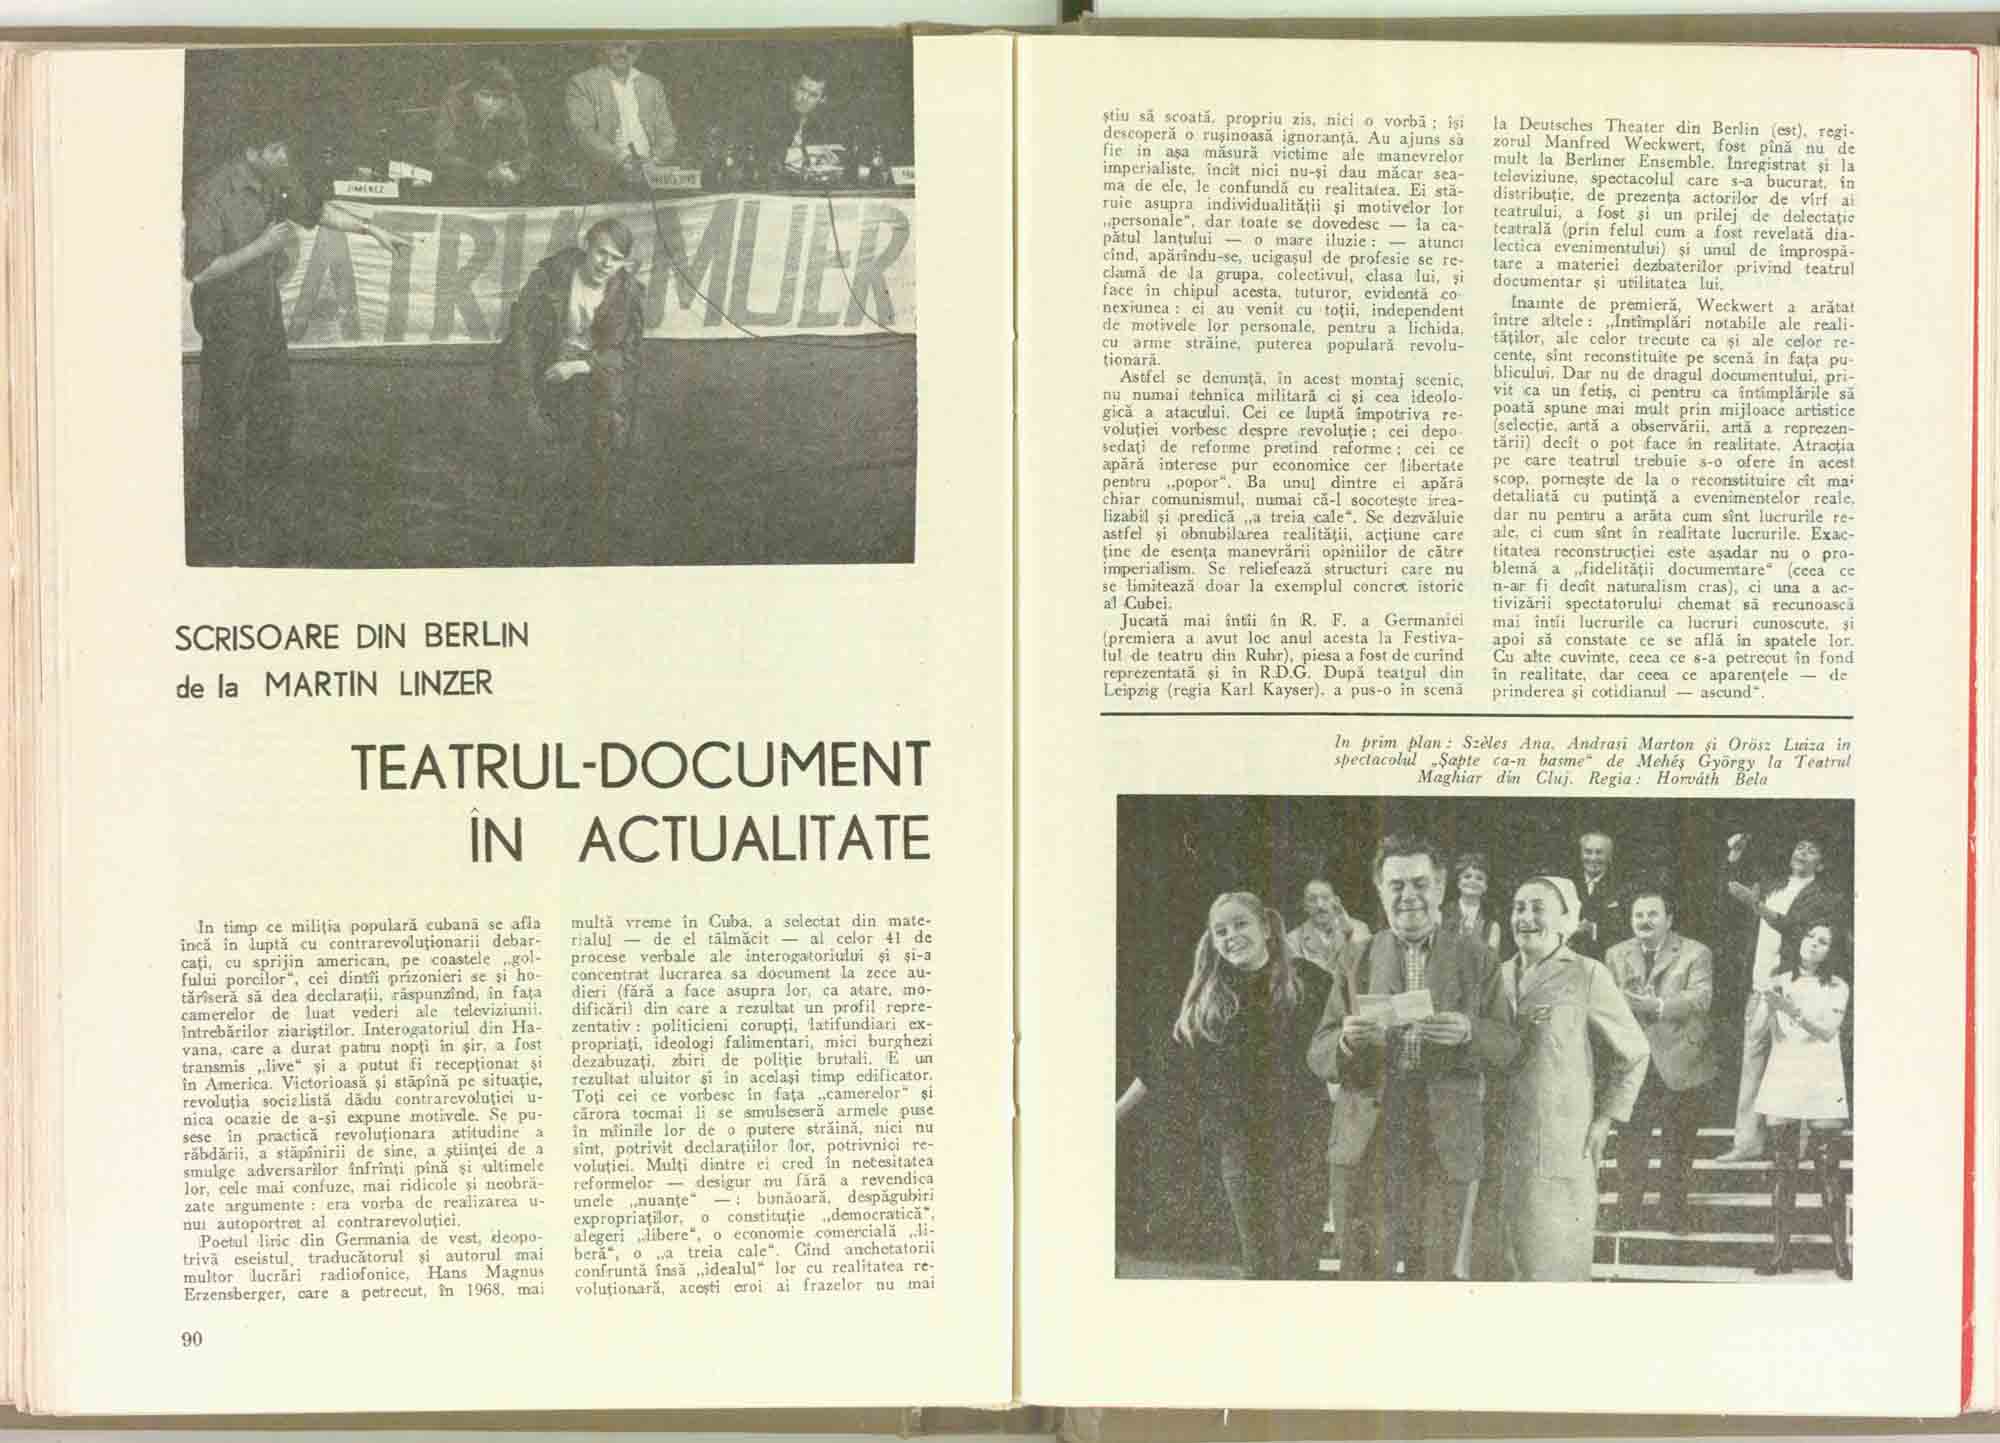 JIMENEZ
PATRIA MUER
SCRISOARE DIN BERLIN
de la MARTIN LINZER
TEATRUL-DOCUMENT
ÎN ACTUALITATE
In timp ce miliția populară cubană se afla
încă în luptă cu contrarevoluționarii debar-
cați, cu sprijin american, pe coastele „gol-
fului porcilor“, cei dintîi prizonieri se și ho-
tărîseră să dea declarații, răspunzînd, în fața
camerelor de luat vederi ale televiziunii,
întrebărilor ziariștilor. Interogatoriul din Ha-
vana, care a durat patru nopți în șir, a fost
transmis „live“ și a putut fi recepționat și
în America. Victorioasă și stăpînă pe situație,
revoluția socialistă dădu contrarevoluției u-
nica ocazie de a-și expune motivele. Se pu-
sese în practică revoluționara atitudine a
răbdării, a stăpînirii de sine, a științei de a
smulge adversarilor înfrînți pînă și ultimele
lor, cele mai confuze, mai ridicole și neobră-
zate argumente : era vorba de realizarea u-
nui autoportret al contrarevoluției.
Poetul liric din Germania de vest, deopo-
trivă eseistul, traducătorul și autorul mai
multor lucrări radiofonice, Hans Magnus
Erzensberger, care a petrecut, în 1968, mai
multă vreme în Cuba, a selectat din mate-
rialul — de el tălmăcit — al celor 41 de
procese verbale ale interogatoriului și și-a
concentrat lucrarea sa document la zece au-
dieri (fără a face asupra lor, ca atare, mo-
dificări) din care a rezultat un profil repre-
zentativ : politicieni corupți, latifundiari ex-
propriați, ideologi falimentari, mici burghezi
dezabuzați, zbiri de poliție brutali. E un
rezultat uluitor și în același timp edificator.
Toți cei ce vorbesc în fața „camerelor“ și
cărora tocmai li se smulseseră armele puse
în mîinile lor de o putere străină, nici nu
sînt, potrivit declarațiilor lor, potrivnici re-
voluției. Mulți dintre ei cred în necesitatea
reformelor — desigur nu fără a revendica
unele „nuanțe“ — : bunăoară, despăgubiri
expropriaților, o constituție „democratică“,
alegeri „libere“, o economie comercială „li-
beră“, o „a treia cale“. Cînd anchetatorii
confruntă însă „idealul“ lor cu realitatea re-
voluționară, acești eroi ai frazelor nu mai
90
știu să scoată, propriu zis, nici o vorbă ; își
descoperă o rușinoasă ignoranță. Au ajuns să
fie în așa măsură victime ale manevrelor
imperialiste, încît nici nu-și dau măcar sea-
ma de ele, le confundă cu realitatea. Ei stă-
ruie asupra individualității și motivelor lor
„personale“, dar toate se dovedesc — la ca-
pătul lanțului — o mare iluzie : — atunci
cînd, apărîndu-se, ucigașul de profesie se re-
clamă de la grupa, colectivul, clasa lui, și
face în chipul acesta, tuturor, evidentă co-
nexiunea : ei au venit cu toții, independent
de motivele lor personale, pentru a lichida,
cu arme străine, puterea populară revolu-
ționară.
Astfel se denunță, în acest montaj scenic,
nu numai tehnica militară ci și cea ideolo-
gică a atacului. Cei ce luptă împotriva re-
voluției vorbesc despre revoluție ; cei depo-
sedați de reforme pretind reforme ; cei ce
apără interese pur economice cer libertate
pentru „popor“. Ba unul dintre ei apără
chiar comunismul, numai că-l socotește irea-
lizabil și predică „a treia cale“. Se dezvăluie
astfel și obnubilarea realității, acțiune care
ține de esența manevrării opiniilor de către
imperialism. Se reliefează structuri care nu
se limitează doar la exemplul concret istoric
al Cubei.
Jucată mai întîi în R. F. a Germaniei
(premiera a avut loc anul acesta la Festiva-
lul de teatru din Ruhr), piesa a fost de curînd
reprezentată și în R.D.G. După teatrul din
Leipzig (regia Karl Kayser), a pus-o în scenă
la Deutsches Theater din Berlin (est), regi-
zorul Manfred Weckwert, fost pînă nu de
mult la Berliner Ensemble. Inregistrat și la
televiziune, spectacolul care s-a bucurat, în
distribuție, de prezența actorilor de vîrf ai
teatrului, a fost și un prilej de delectație
teatrală (prin felul cum a fost revelată dia-
lectica evenimentului) și unul de împrospă-
tare a materiei dezbaterilor privind teatrul
documentar și utilitatea lui.
Inainte de premieră, Weckwert a arătat
între altele : „Intîmplări notabile ale reali-
tăților, ale celor trecute ca și ale celor re-
cente, sînt reconstituite pe scenă în fața pu-
blicului. Dar nu de dragul documentului, pri-
vit ca un fetiș, ci pentru ca întîmplările să
poată spune mai mult prin mijloace artistice
(selecție, artă a observării, artă a reprezen-
tării) decît o pot face în realitate. Atracția
pe care teatrul trebuie s-o ofere în acest
scop, pornește de la o reconstituire cît mai
detaliată cu putință a evenimentelor reale,
dar nu pentru a arăta cum sînt lucrurile re-
ale, ci cum sînt în realitate lucrurile. Exac-
titatea reconstrucției este așadar nu o pro-
blemă a „fidelității documentare“ (ceea ce
n-ar fi decît naturalism cras), ci una a ac-
tivizării spectatorului chemat să recunoască
mai întîi lucrurile ca lucruri cunoscute, și
apoi să constate ce se află în spatele lor.
Cu alte cuvinte, ceea ce s-a petrecut în fond
în realitate, dar ceea ce aparențele — de-
prinderea și cotidianul — ascund“.
In prim plan : Szèles Ana, Andrasi Marton și Orösz Luiza in
spectacolul „Șapte ca-n basme“ de Mehéș György la Teatrul
Maghiar din Cluj. Regia : Horváth Bela